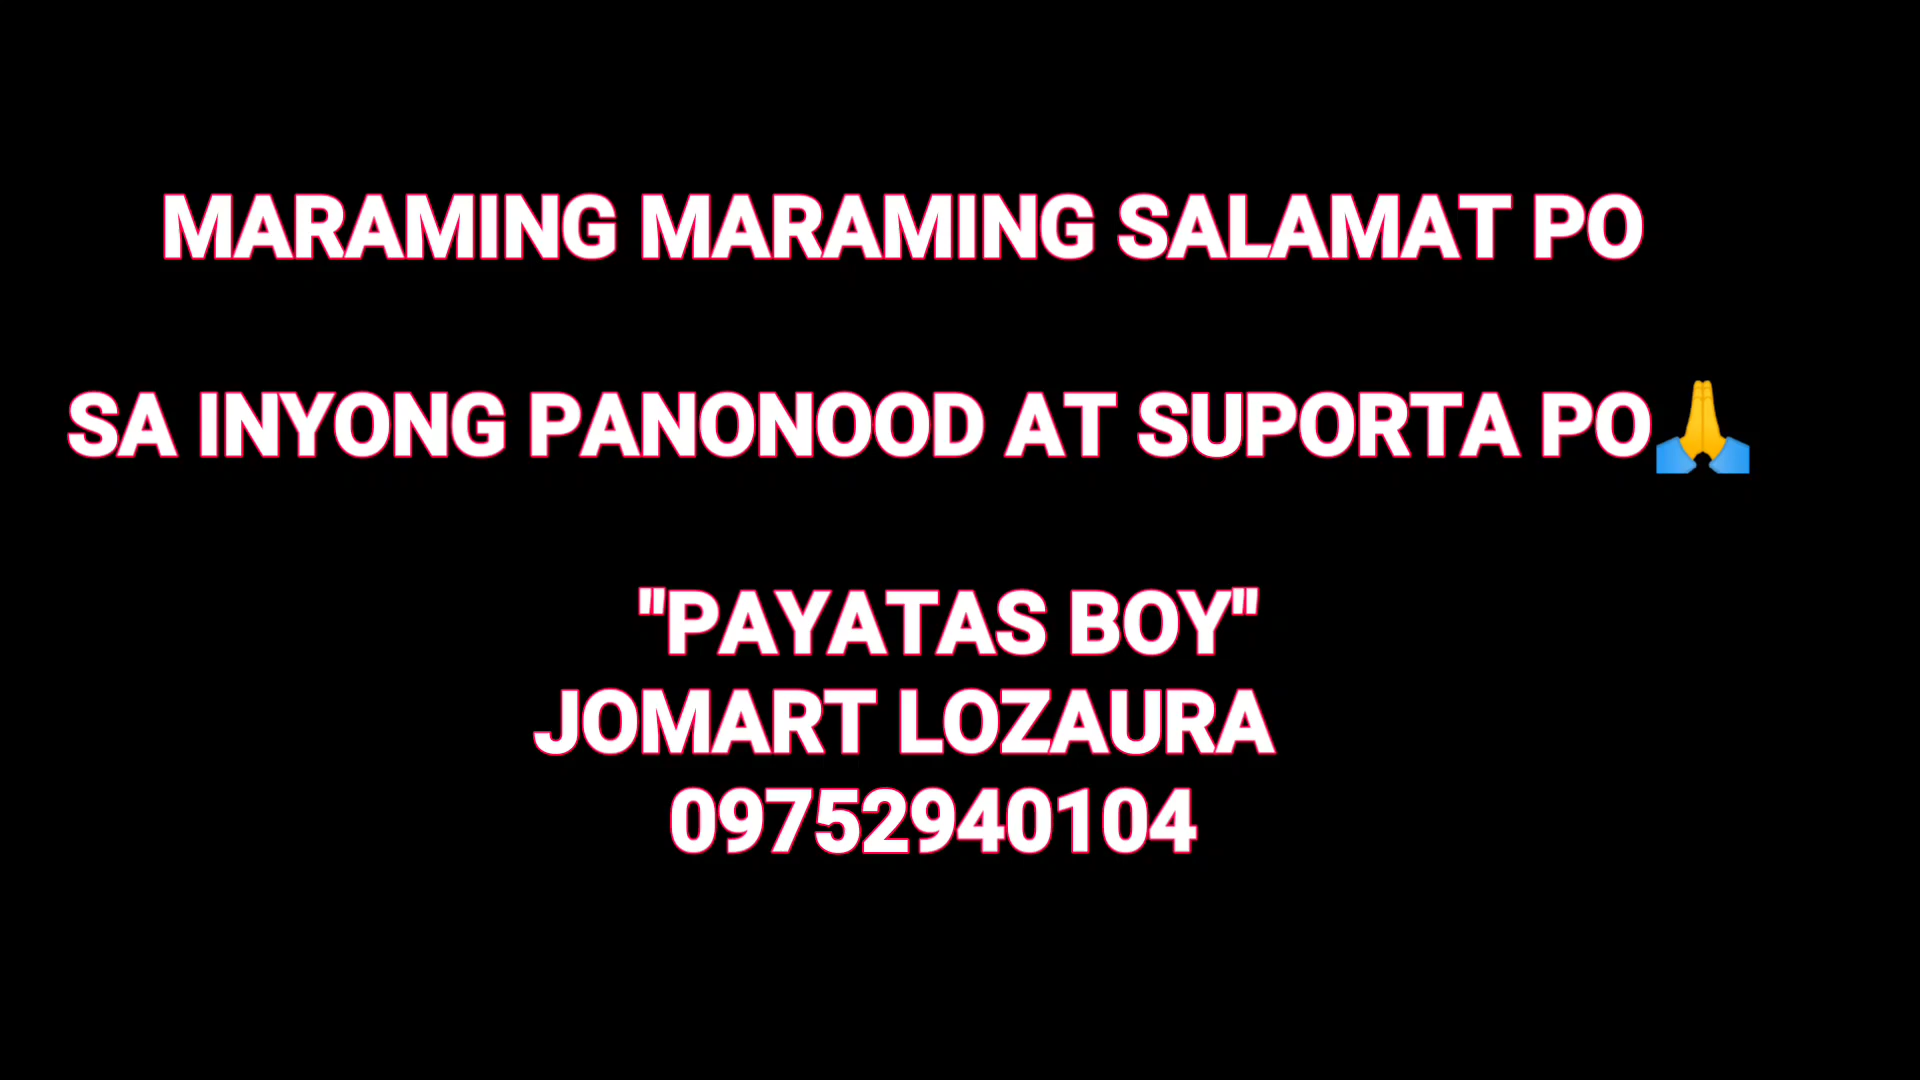 MARAMING MARAMING SALAMAT PO
SA INYONG PANONOOD AT SUPORTA PO🙏
"PAYATAS BOY"
JOMART LOZAURA
09752940104